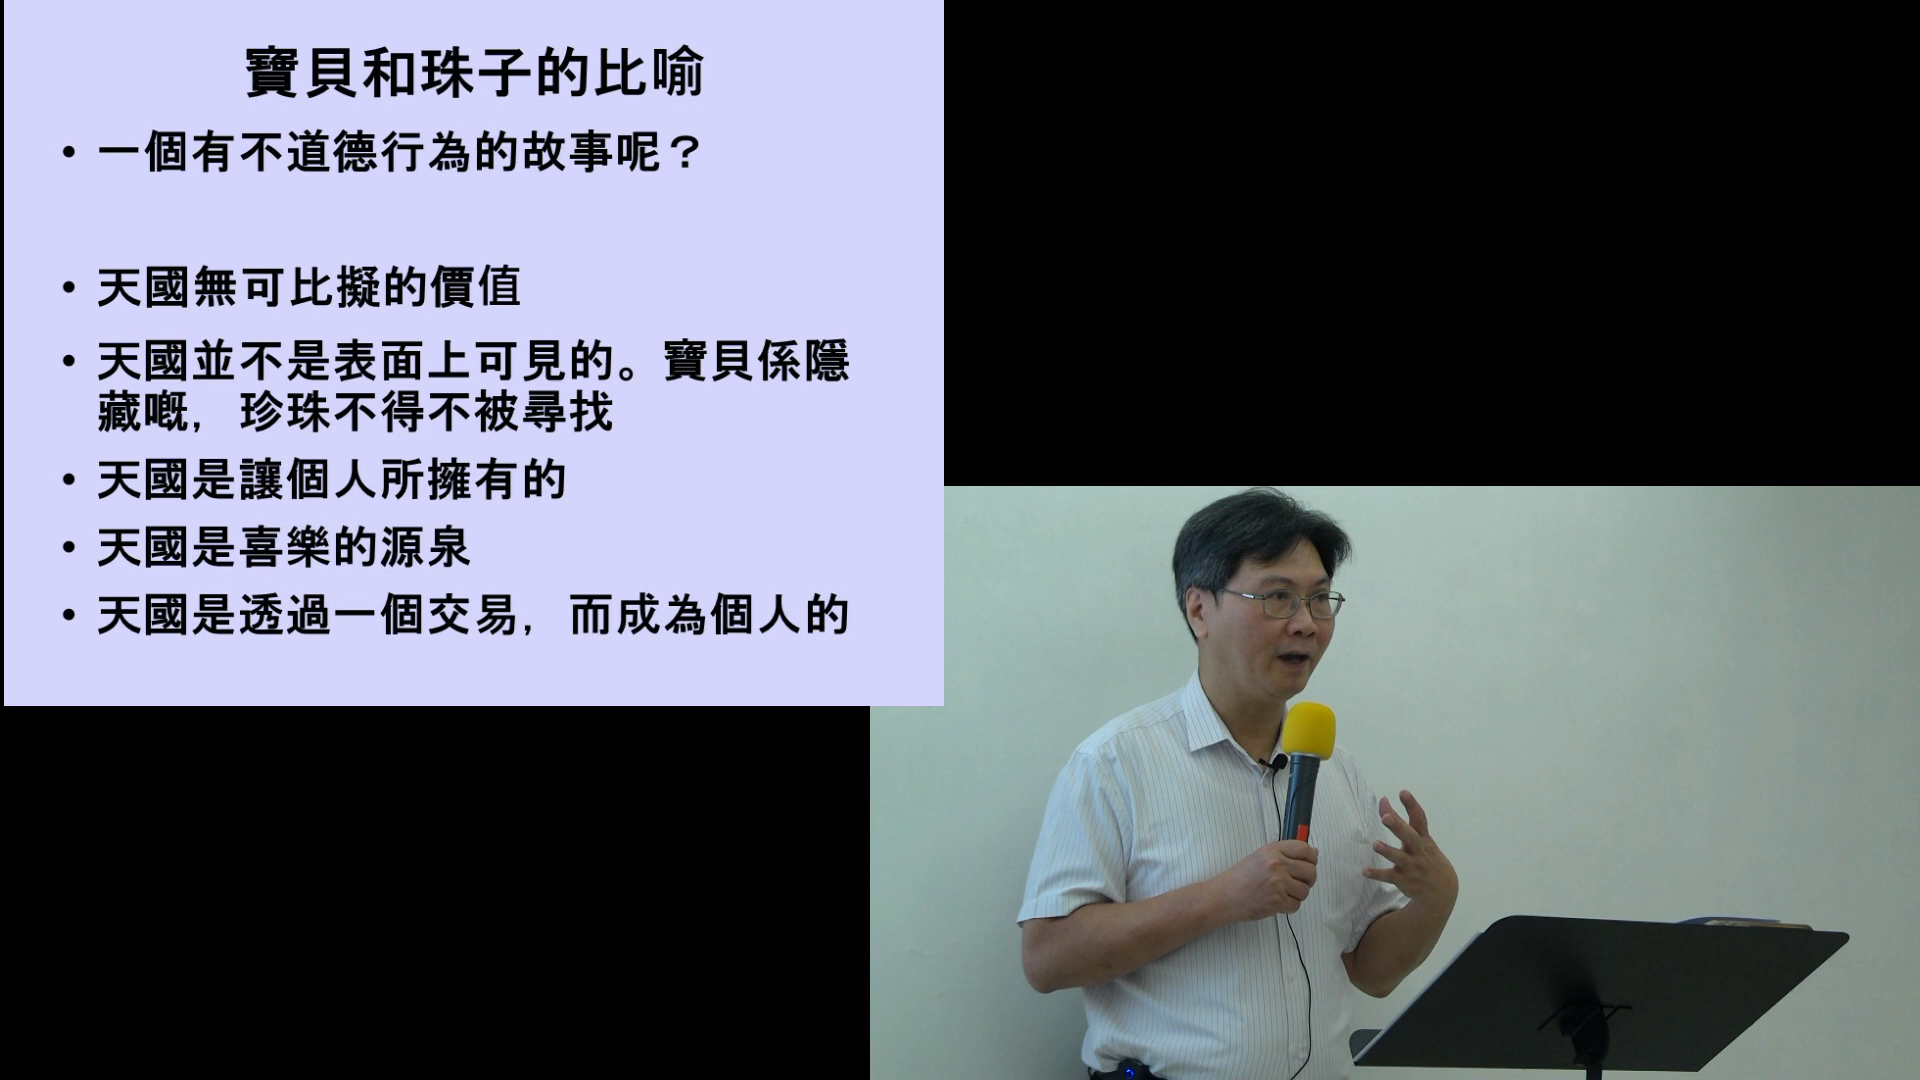 寶貝和珠子的比喻
• 一個有不道德行為的故事呢？
• 天國無可比擬的價值
• 天國並不是表面上可見的。寶貝係隱
藏嘅，珍珠不得不被尋找
• 天國是讓個人所擁有的
• 天國是喜樂的源泉
• 天國是透過一個交易，而成為個人的